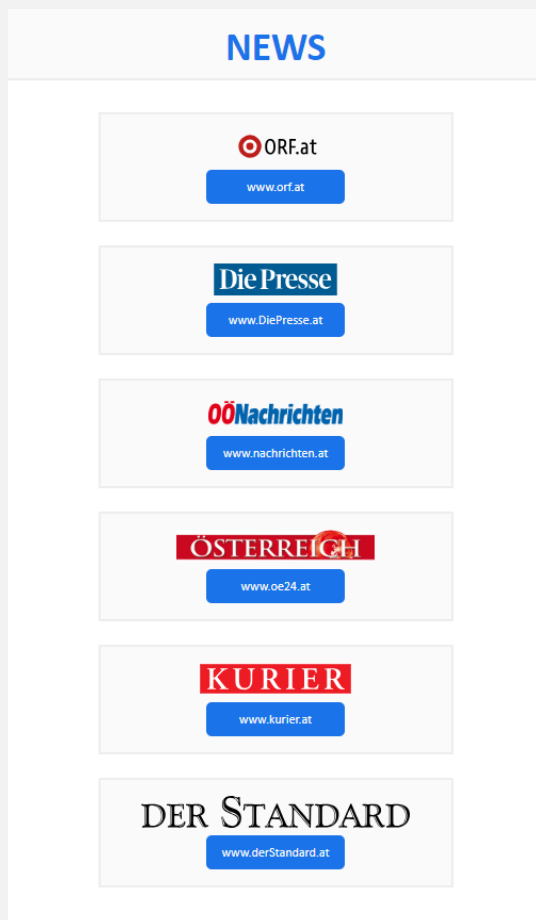 NEWS
ORF.at
www.orf.at
Die Presse
www.DiePresse.at
OÖNachrichten
www.nachrichten.at
ÖSTERREICH
www.oe24.at
KURIER
www.kurier.at
DER STANDARD
www.derStandard.at